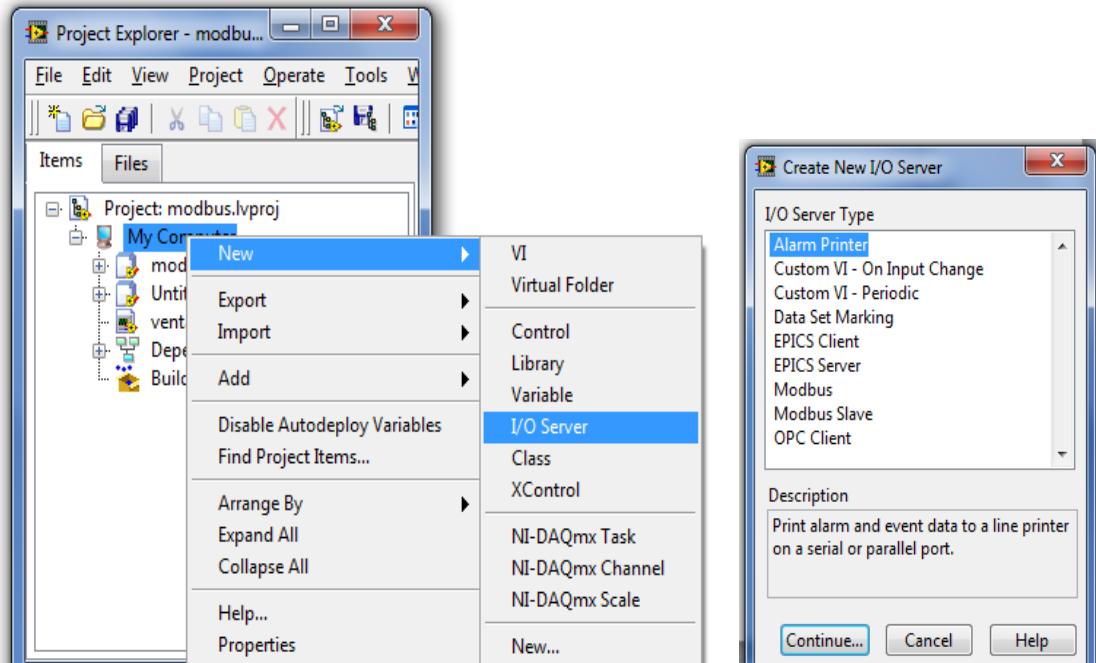 Project Explorer - modbu...
File Edit View Project Operate Tools W
Items Files
Project: modbus.lvproj
My Computer
mod
Untit
vent
Depe
Build
New
Export
Import
Add
Disable Autodeploy Variables
Find Project Items...
Arrange By
Expand All
Collapse All
Help...
Properties
VI
Virtual Folder
Control
Library
Variable
I/O Server
Class
XControl
NI-DAQmx Task
NI-DAQmx Channel
NI-DAQmx Scale
New...
Create New I/O Server
I/O Server Type
Alarm Printer
Custom VI - On Input Change
Custom VI - Periodic
Data Set Marking
EPICS Client
EPICS Server
Modbus
Modbus Slave
OPC Client
Description
Print alarm and event data to a line printer
on a serial or parallel port.
Continue... Cancel Help